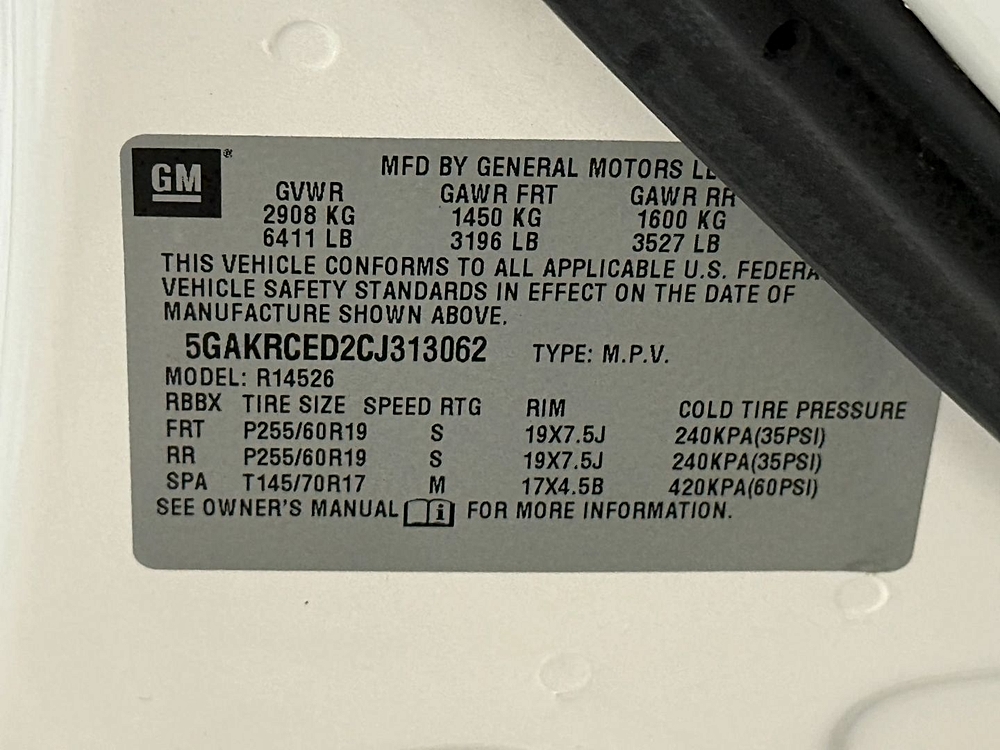 GM®
MFD BY GENERAL MOTORS
GVWR GAWR FRT GAWR RR
2908 KG 1450 KG 1600 KG
6411 LB 3196 LB 3527 LB
THIS VEHICLE CONFORMS TO ALL APPLICABLE U.S. FEDERA
VEHICLE SAFETY STANDARDS IN EFFECT ON THE DATE OF
MANUFACTURE SHOWN ABOVE.
5GAKRCED2CJ313062 TYPE: M.P.V.
MODEL: R14526
RBBX TIRE SIZE SPEED RTG RIM COLD TIRE PRESSURE
FRT P255/60R19 S 19X7.5J 240KPA(35PSI)
RR P255/60R19 S 19X7.5J 240KPA(35PSI)
SPA T145/70R17 M 17X4.5B 420KPA(60PSI)
SEE OWNER'S MANUAL i FOR MORE INFORMATION.